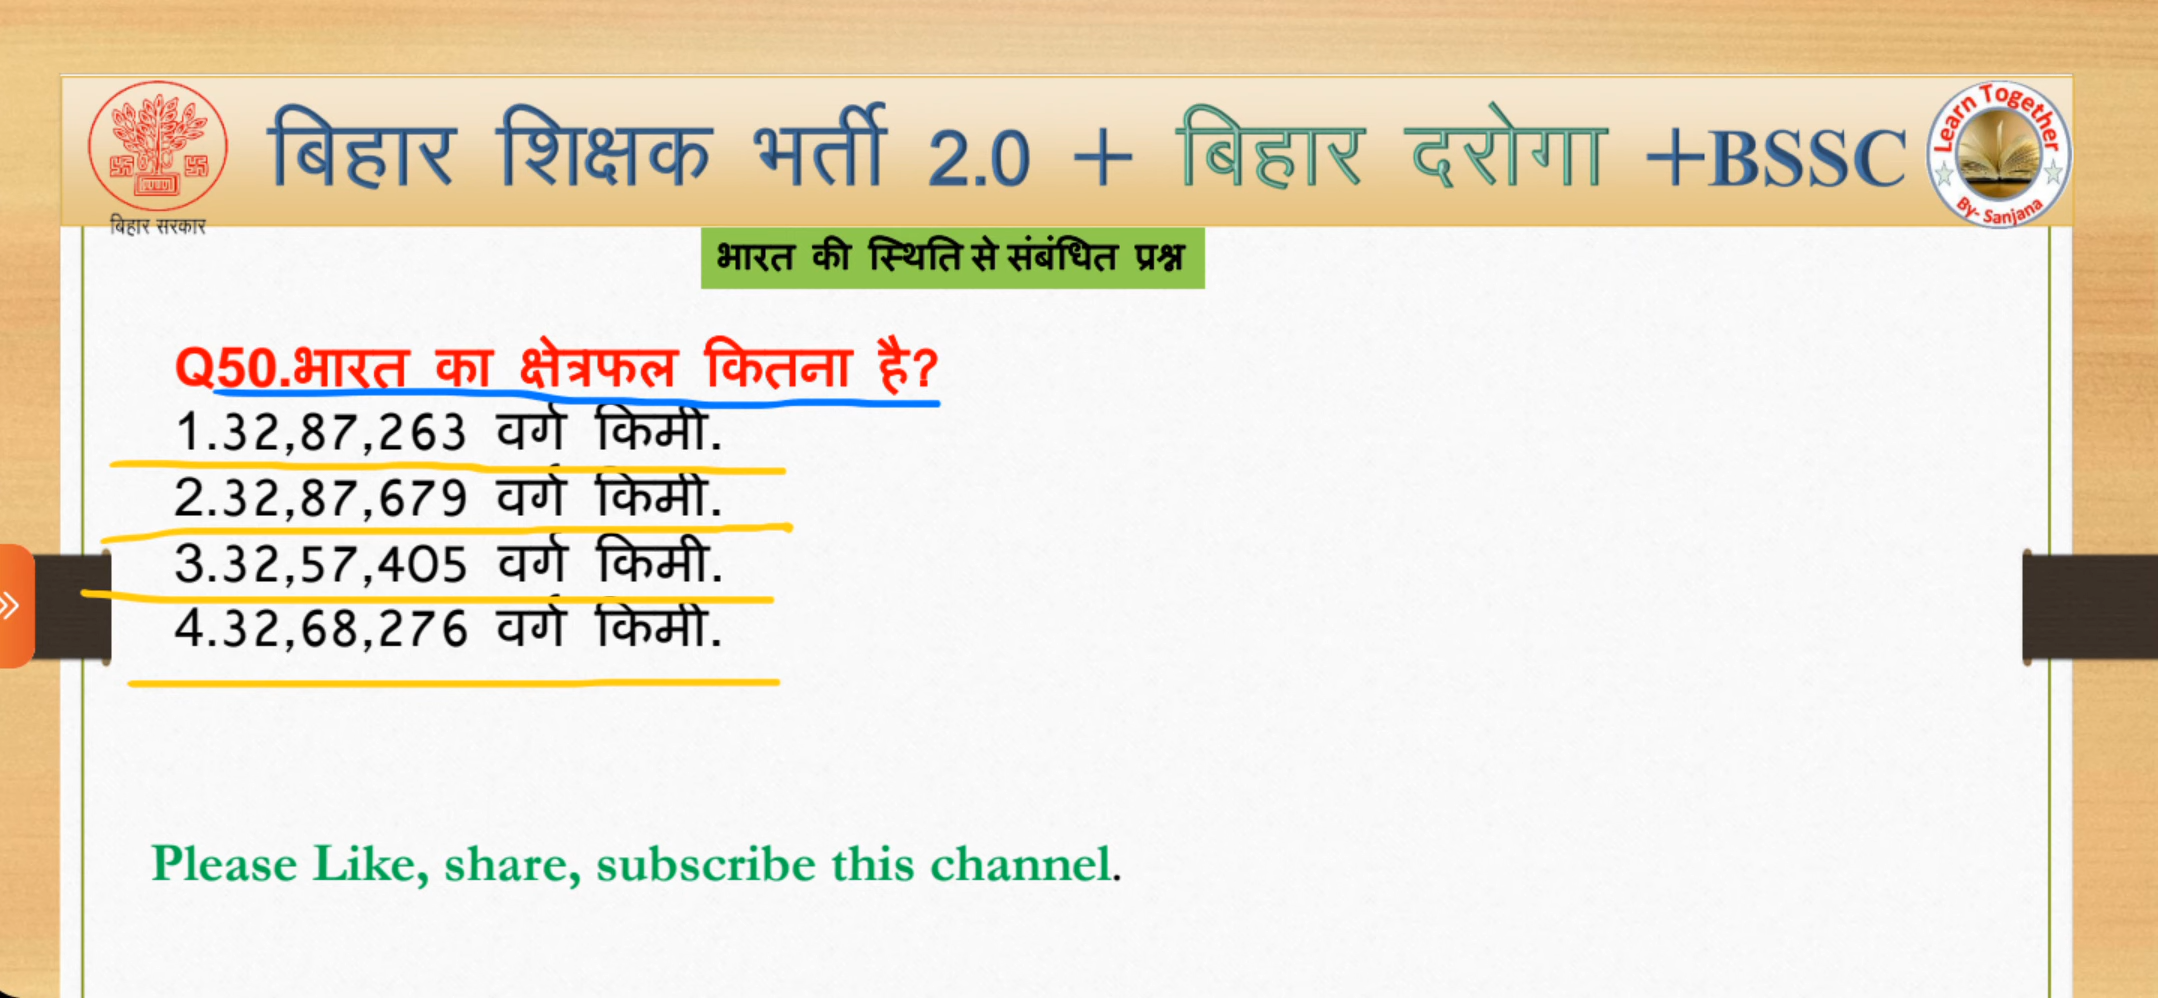 बिहार शिक्षक भर्ती 2.0 + बिहार दरोगा +BSSC
बिहार सरकार
Learn Together
By- Sanjana
भारत की स्थिति से संबंधित प्रश्न
Q50.भारत का क्षेत्रफल कितना है?
1.32,87,263 वर्ग किमी.
2.32,87,679 वर्ग किमी.
3.32,57,405 वर्ग किमी.
4.32,68,276 वर्ग किमी.
Please Like, share, subscribe this channel.